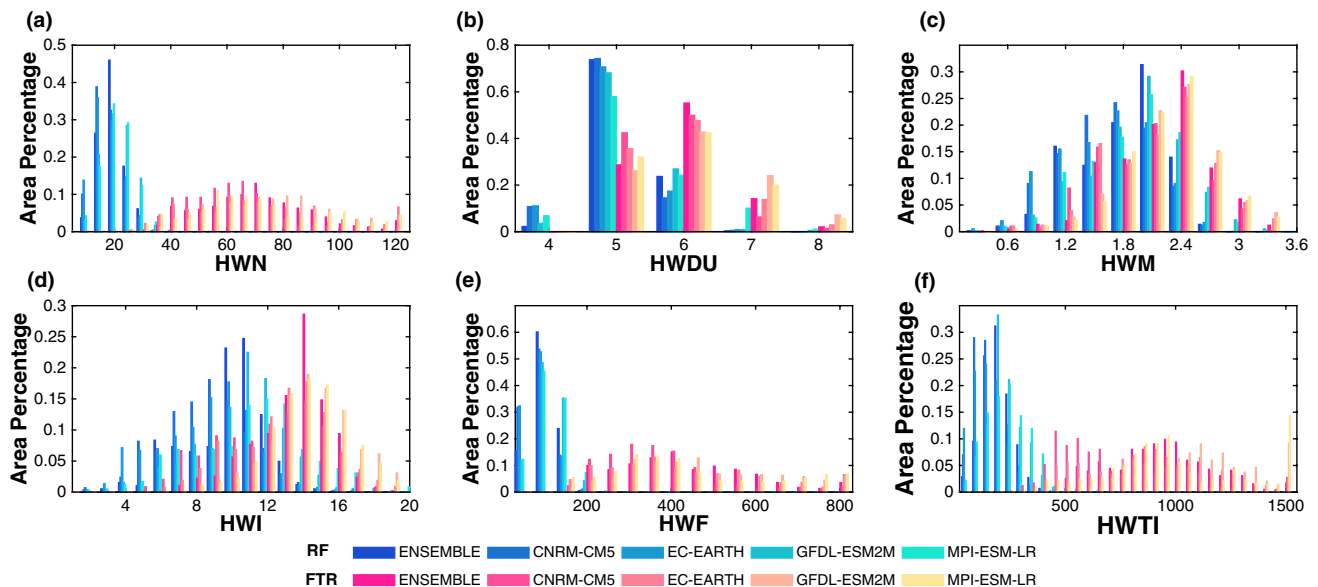 (a)
(b)
(c)
Area Percentage
0.5
0.4
0.3
0.2
0.1
0
20 40 60 80 100 120
HWN
Area Percentage
0.8
0.6
0.4
0.2
0
4 5 6 7 8
HWDU
Area Percentage
0.3
0.25
0.2
0.15
0.1
0.05
0
0.6 1.2 1.8 2.4 3 3.6
HWM
(d)
(e)
(f)
Area Percentage
0.3
0.25
0.2
0.15
0.1
0.05
0
4 8 12 16 20
HWI
Area Percentage
0.6
0.5
0.4
0.3
0.2
0.1
0
200 400 600 800
HWF
Area Percentage
0.3
0.25
0.2
0.15
0.1
0.05
0
500 1000 1500
HWTI
RF ENSEMBLE CNRM-CM5 EC-EARTH GFDL-ESM2M MPI-ESM-LR
FTR ENSEMBLE CNRM-CM5 EC-EARTH GFDL-ESM2M MPI-ESM-LR